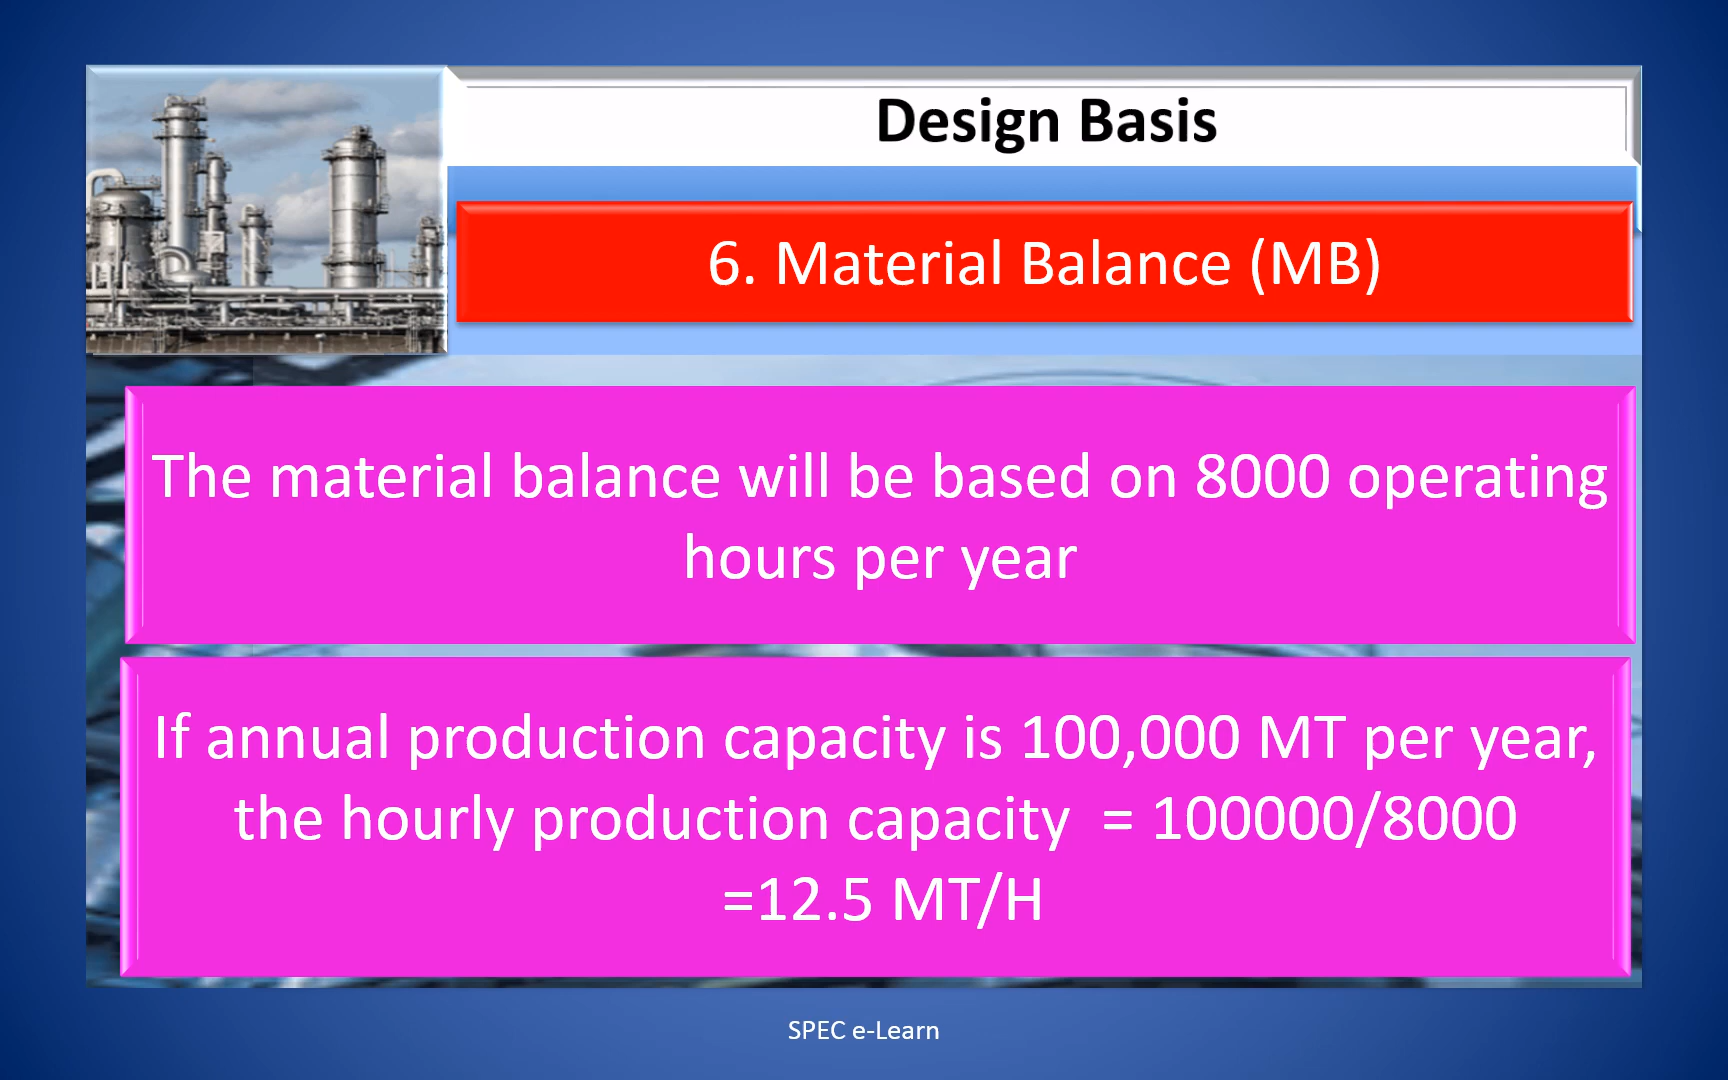 Design Basis
6. Material Balance (MB)
The material balance will be based on 8000 operating
hours per year
If annual production capacity is 100,000 MT per year,
the hourly production capacity  = 100000/8000
=12.5 MT/H
SPEC e-Learn